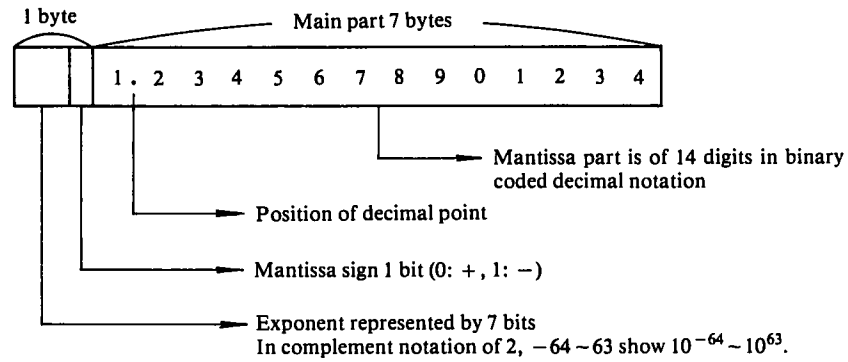 1 byte
Main part 7 bytes
1 . 2 3 4 5 6 7 8 9 0 1 2 3 4
Mantissa part is of 14 digits in binary
coded decimal notation
Position of decimal point
Mantissa sign 1 bit (0: +, 1: −)
Exponent represented by 7 bits
In complement notation of 2, −64 ~ 63 show 10⁻⁶⁴ ~ 10⁶³.